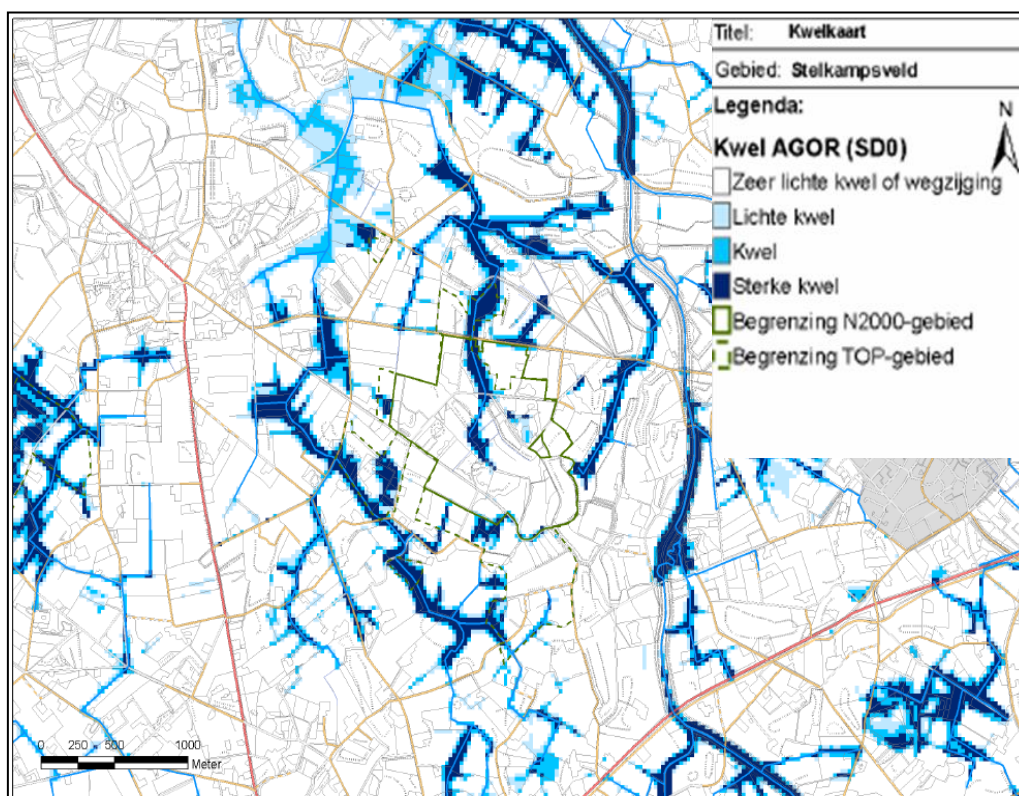 Titel: Kwelkaart
Gebied: Stelkampsveld
Legenda:
N
Kwel AGOR (SD0)
Zeer lichte kwel of wegzijging
Lichte kwel
Kwel
Sterke kwel
Begrenzing N2000-gebied
Begrenzing TOP-gebied
0 250 500 1000
Meter